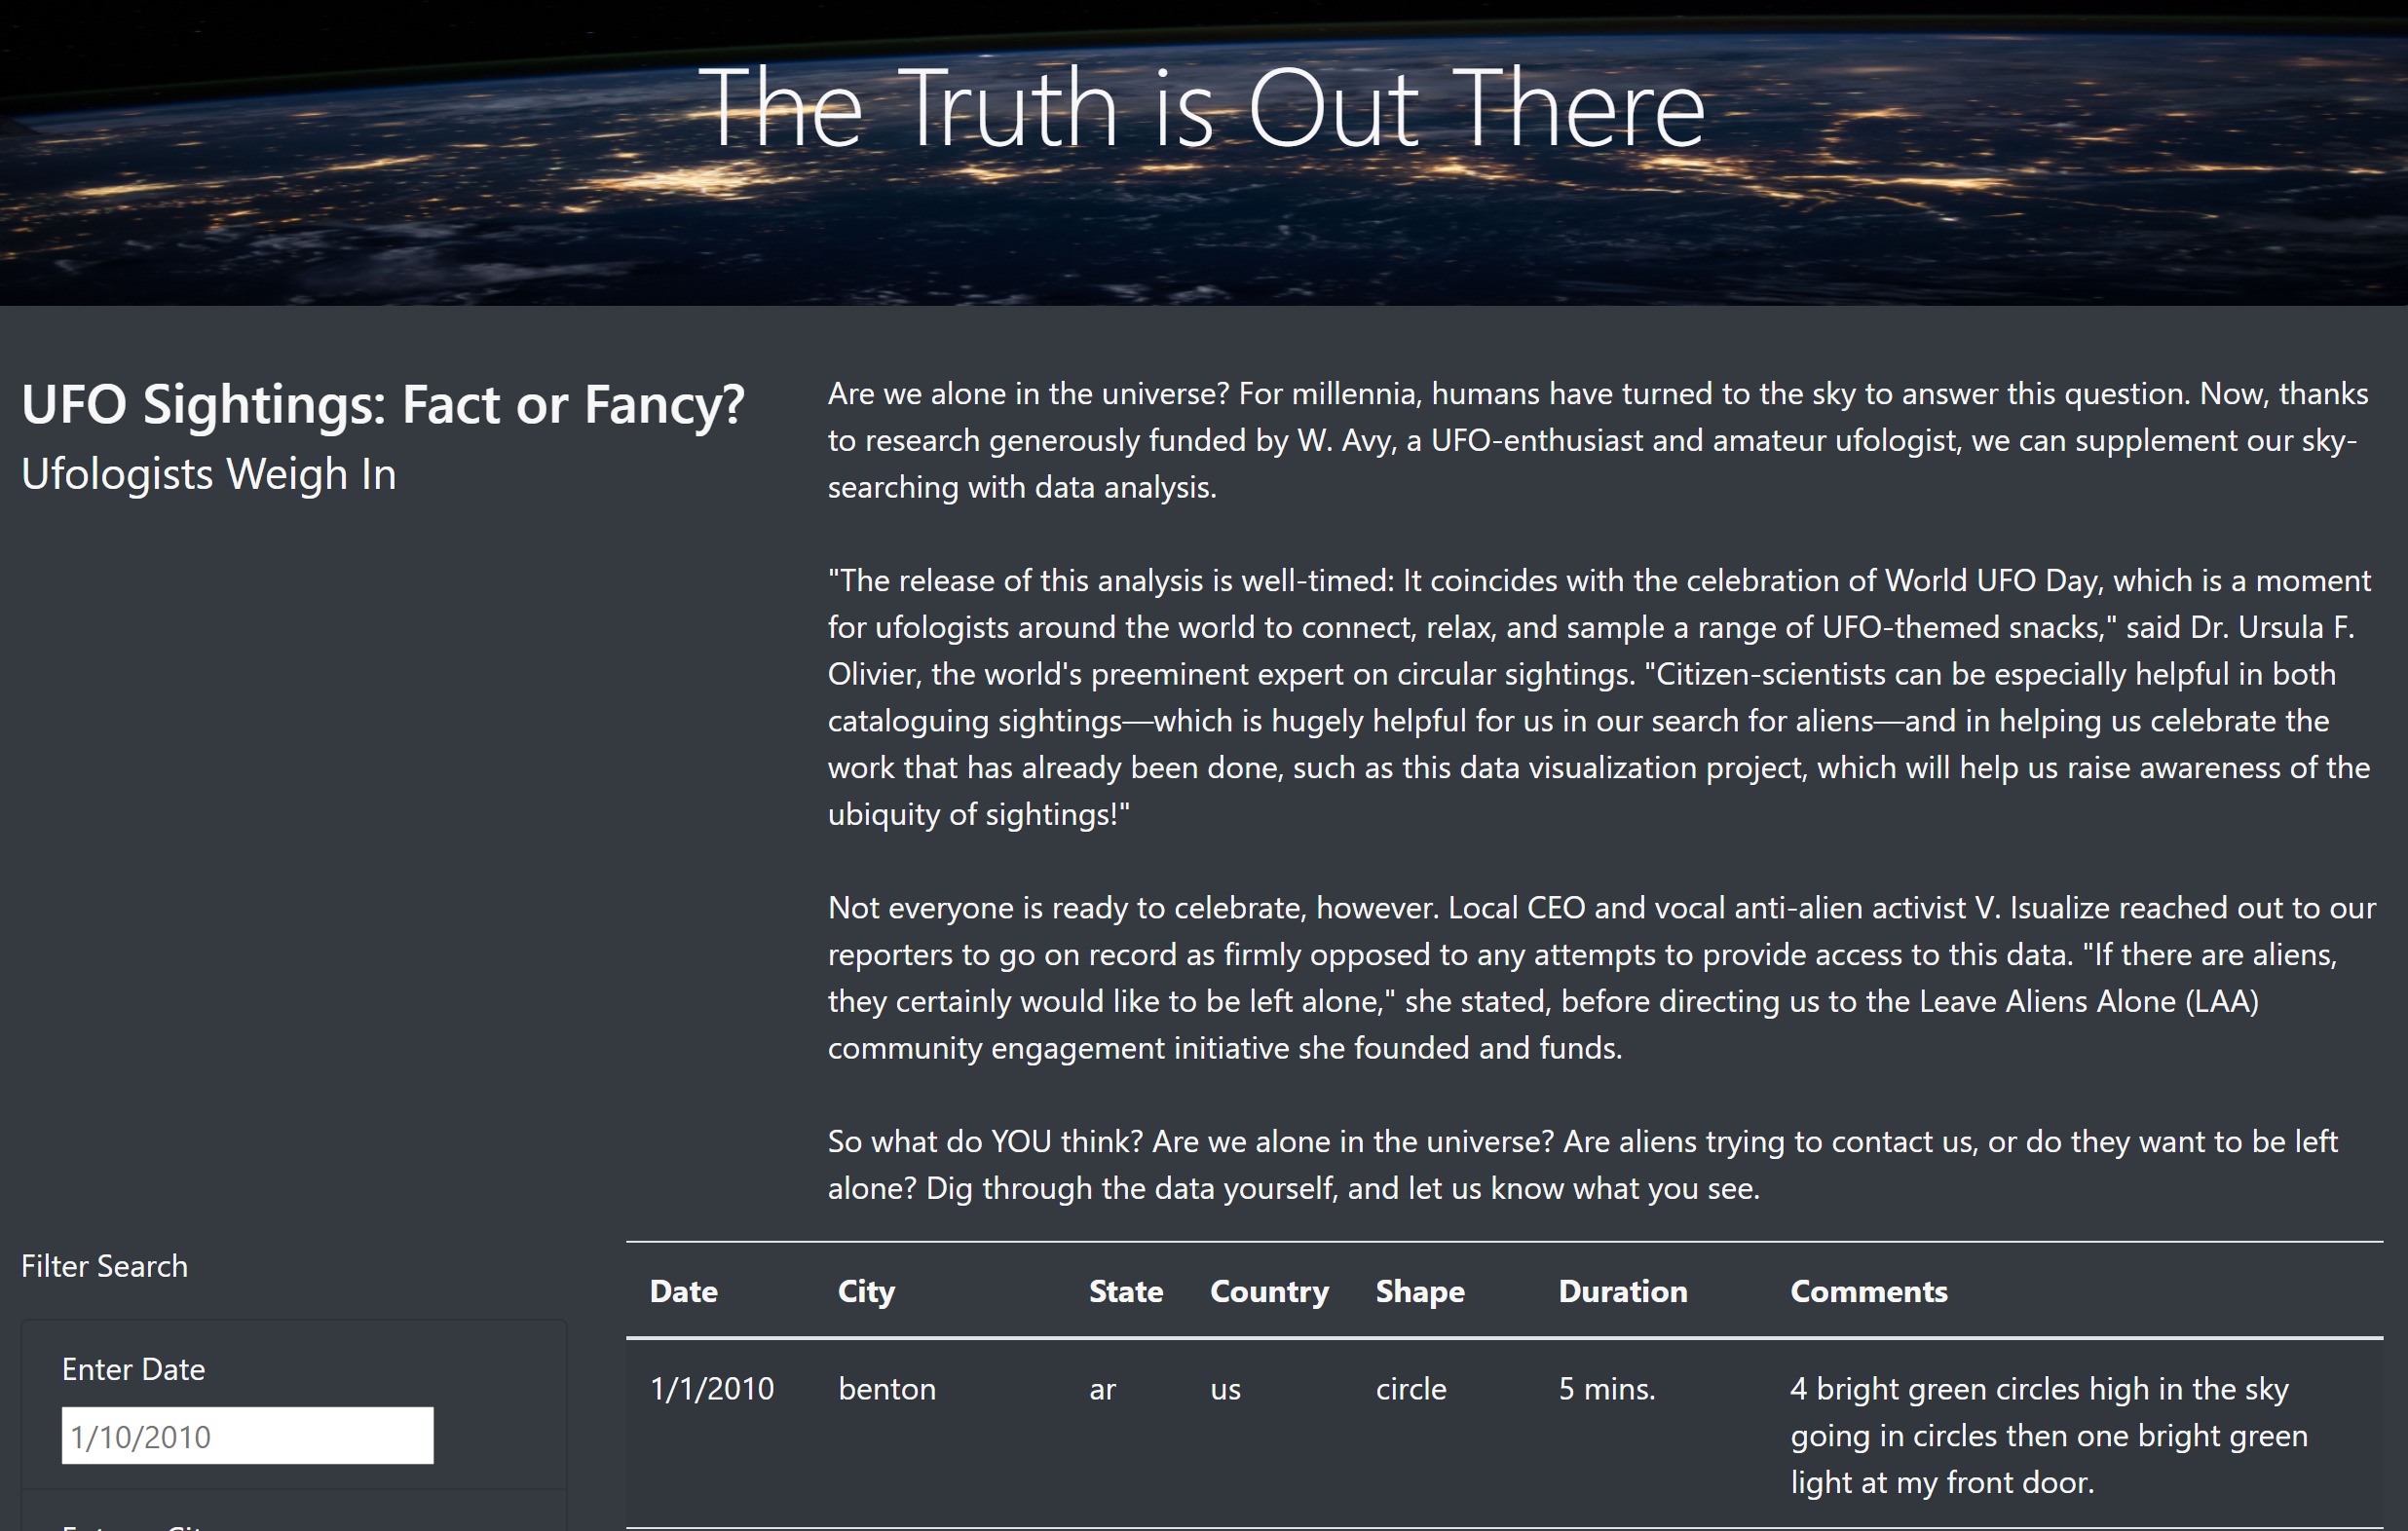 The Truth is Out There
UFO Sightings: Fact or Fancy?
Ufologists Weigh In
Are we alone in the universe? For millennia, humans have turned to the sky to answer this question. Now, thanks
to research generously funded by W. Avy, a UFO-enthusiast and amateur ufologist, we can supplement our sky-
searching with data analysis.
"The release of this analysis is well-timed: It coincides with the celebration of World UFO Day, which is a moment
for ufologists around the world to connect, relax, and sample a range of UFO-themed snacks," said Dr. Ursula F.
Olivier, the world's preeminent expert on circular sightings. "Citizen-scientists can be especially helpful in both
cataloguing sightings—which is hugely helpful for us in our search for aliens—and in helping us celebrate the
work that has already been done, such as this data visualization project, which will help us raise awareness of the
ubiquity of sightings!"
Not everyone is ready to celebrate, however. Local CEO and vocal anti-alien activist V. Isualize reached out to our
reporters to go on record as firmly opposed to any attempts to provide access to this data. "If there are aliens,
they certainly would like to be left alone," she stated, before directing us to the Leave Aliens Alone (LAA)
community engagement initiative she founded and funds.
So what do YOU think? Are we alone in the universe? Are aliens trying to contact us, or do they want to be left
alone? Dig through the data yourself, and let us know what you see.
Filter Search
Enter Date
1/10/2010
Date City State Country Shape Duration Comments
1/1/2010 benton ar us circle 5 mins. 4 bright green circles high in the sky
going in circles then one bright green
light at my front door.